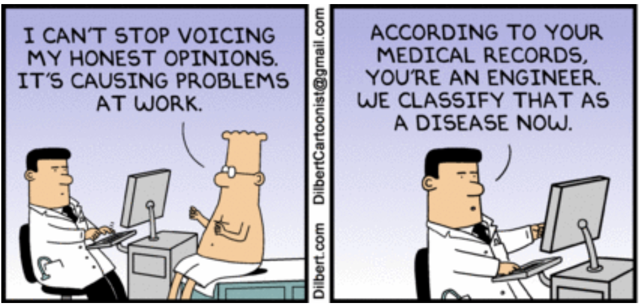 I CAN'T STOP VOICING
MY HONEST OPINIONS.
IT'S CAUSING PROBLEMS
AT WORK.
Dilbert.com DilbertCartoonist@gmail.com
ACCORDING TO YOUR
MEDICAL RECORDS,
YOU'RE AN ENGINEER.
WE CLASSIFY THAT AS
A DISEASE NOW.